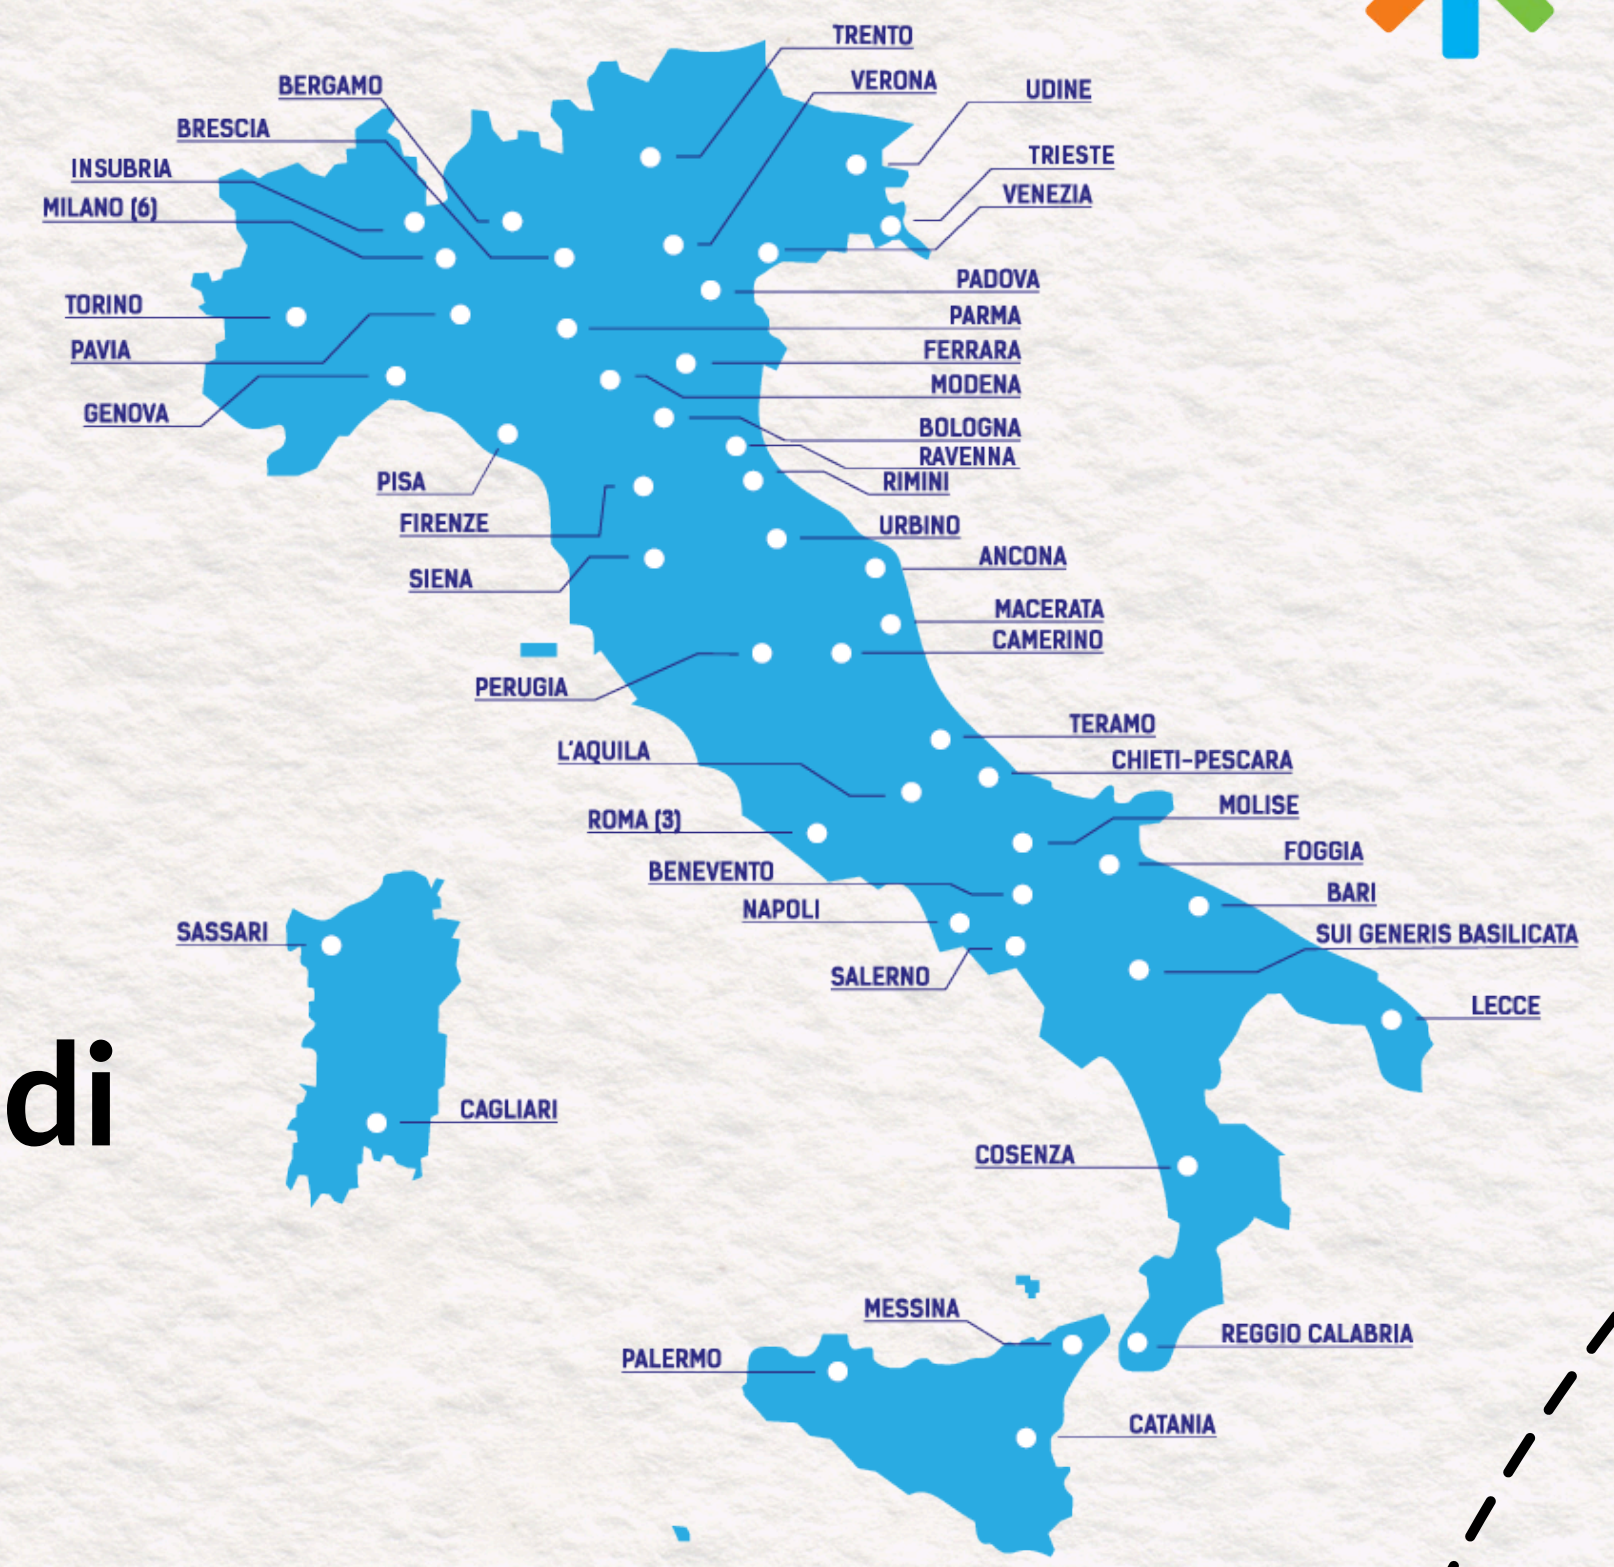 TRENTO
BERGAMO
VERONA
UDINE
BRESCIA
TRIESTE
INSUBRIA
VENEZIA
MILANO (6)
PADOVA
TORINO
PARMA
PAVIA
FERRARA
MODENA
GENOVA
BOLOGNA
RAVENNA
PISA
RIMINI
FIRENZE
URBINO
ANCONA
SIENA
MACERATA
CAMERINO
PERUGIA
TERAMO
L'AQUILA
CHIETI-PESCARA
MOLISE
ROMA (3)
FOGGIA
BENEVENTO
BARI
NAPOLI
SASSARI
SUI GENERIS BASILICATA
SALERNO
LECCE
di
CAGLIARI
COSENZA
MESSINA
REGGIO CALABRIA
PALERMO
CATANIA